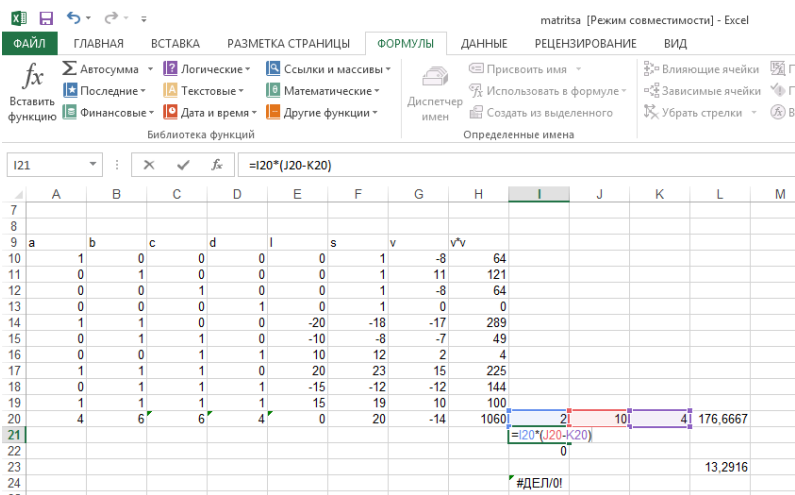 matritsa [Режим совместимости] - Excel
ФАЙЛ ГЛАВНАЯ ВСТАВКА РАЗМЕТКА СТРАНИЦЫ ФОРМУЛЫ ДАННЫЕ РЕЦЕНЗИРОВАНИЕ ВИД
fx Вставить функцию
Σ Автосумма Логические Ссылки и массивы
Последние Текстовые Математические
Финансовые Дата и время Другие функции
Библиотека функций
Диспетчер имен
Присвоить имя
Использовать в формуле
Создать из выделенного
Определенные имена
Влияющие ячейки
Зависимые ячейки
Убрать стрелки
I21 fx =I20*(J20-K20)
A B C D E F G H I J K L M
7
8
9 a b c d l s v v*v
10 1 0 0 0 0 1 -8 64
11 0 1 0 0 0 1 11 121
12 0 0 1 0 0 1 -8 64
13 0 0 0 1 0 1 0 0
14 1 1 0 0 -20 -18 -17 289
15 0 1 1 0 -10 -8 -7 49
16 0 0 1 1 10 12 2 4
17 1 1 1 0 20 23 15 225
18 0 1 1 1 -15 -12 -12 144
19 1 1 1 1 15 19 10 100
20 4 6 6 4 0 20 -14 1060 2 10 4 176,6667
21 =I20*(J20-K20)
22 0
23 13,2916
24 #ДЕЛ/0!